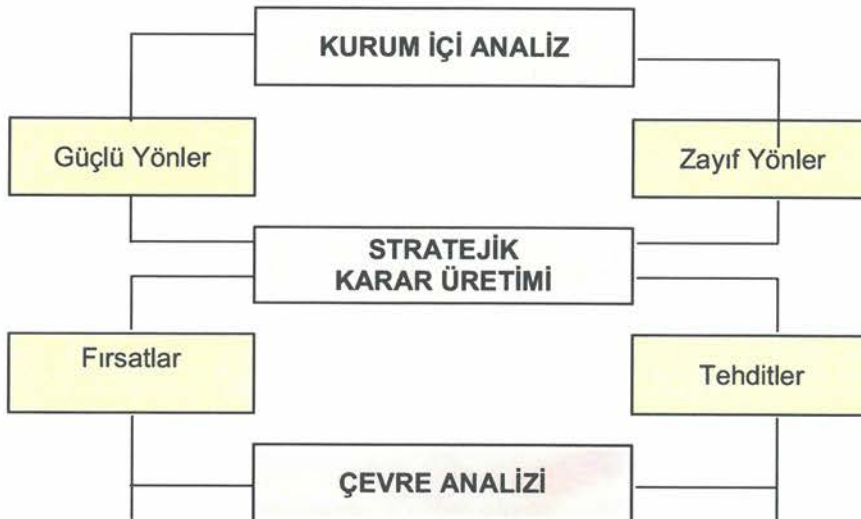 KURUM İÇİ ANALİZ
Güçlü Yönler
Zayıf Yönler
STRATEJİK
KARAR ÜRETİMİ
Fırsatlar
Tehditler
ÇEVRE ANALİZİ